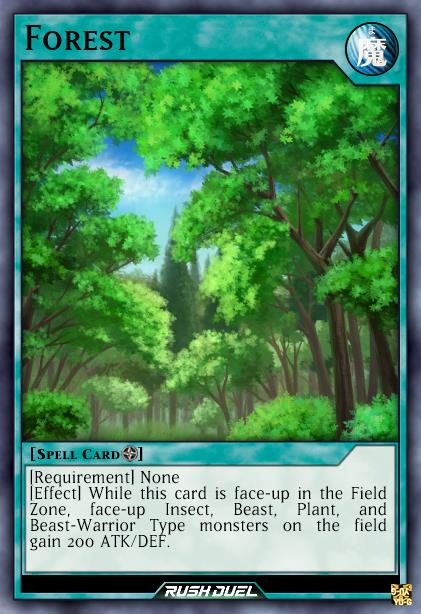 FOREST
ま
魔
[SPELL CARD]
[Requirement] None
[Effect] While this card is face-up in the Field
Zone, face-up Insect, Beast, Plant, and
Beast-Warrior Type monsters on the field
gain 200 ATK/DEF.
RUSH DUEL